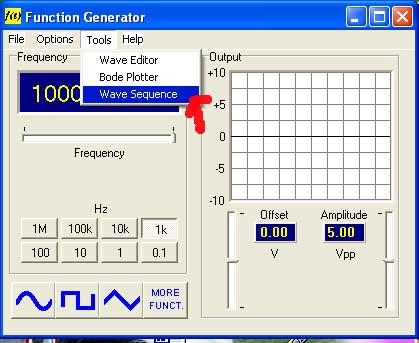 f(t) Function Generator
File Options Tools Help
Wave Editor
Bode Plotter
Wave Sequence
Frequency
1000
Frequency
Hz
1M 100k 10k 1k
100 10 1 0.1
MORE
FUNCT.
Output
+10
+5
0
-5
-10
Offset Amplitude
0.00 5.00
V Vpp